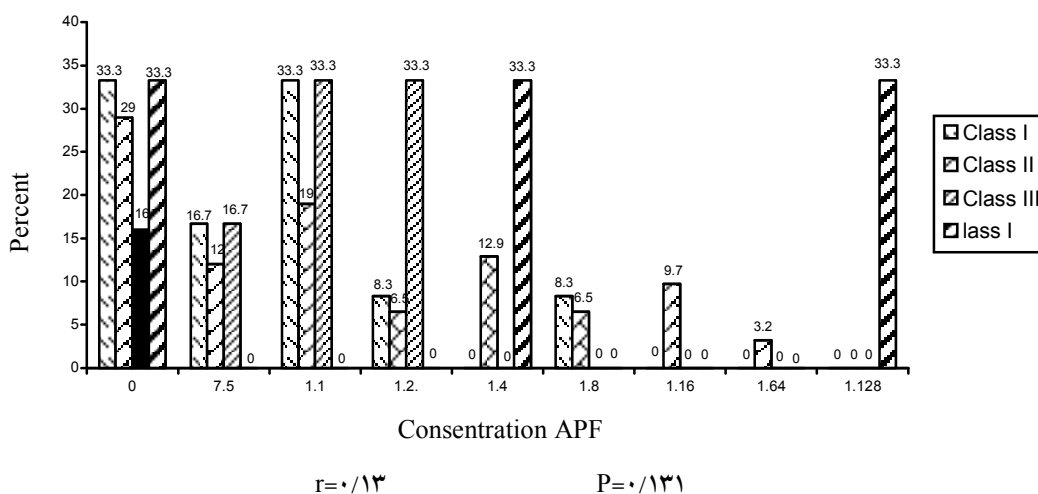 40
35
30
25
20
15
10
5
0
Percent
33.3 29 16 33.3
16.7 12 16.7 0
33.3 19 33.3 0
8.3 6.5 33.3 0
0 12.9 0 33.3
8.3 6.5 0 0
0 9.7 0 0
0 3.2 0 0
0 0 0 33.3
0 7.5 1.1 1.2. 1.4 1.8 1.16 1.64 1.128
Consentration APF
Class I
Class II
Class III
lass I
r=۰/۱۳ P=۰/۱۳۱